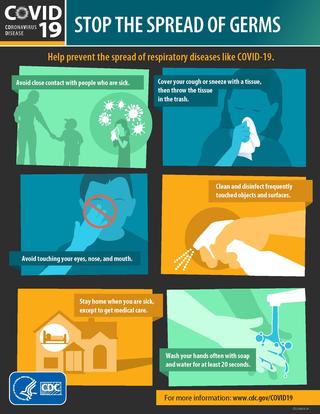 COVID
CORONAVIRUS
DISEASE
19
STOP THE SPREAD OF GERMS
Help prevent the spread of respiratory diseases like COVID-19.
Avoid close contact with people who are sick.
Cover your cough or sneeze with a tissue,
then throw the tissue
in the trash.
Avoid touching your eyes, nose, and mouth.
Clean and disinfect frequently
touched objects and surfaces.
Stay home when you are sick,
except to get medical care.
Wash your hands often with soap
and water for at least 20 seconds.
CDC
For more information: www.cdc.gov/COVID19